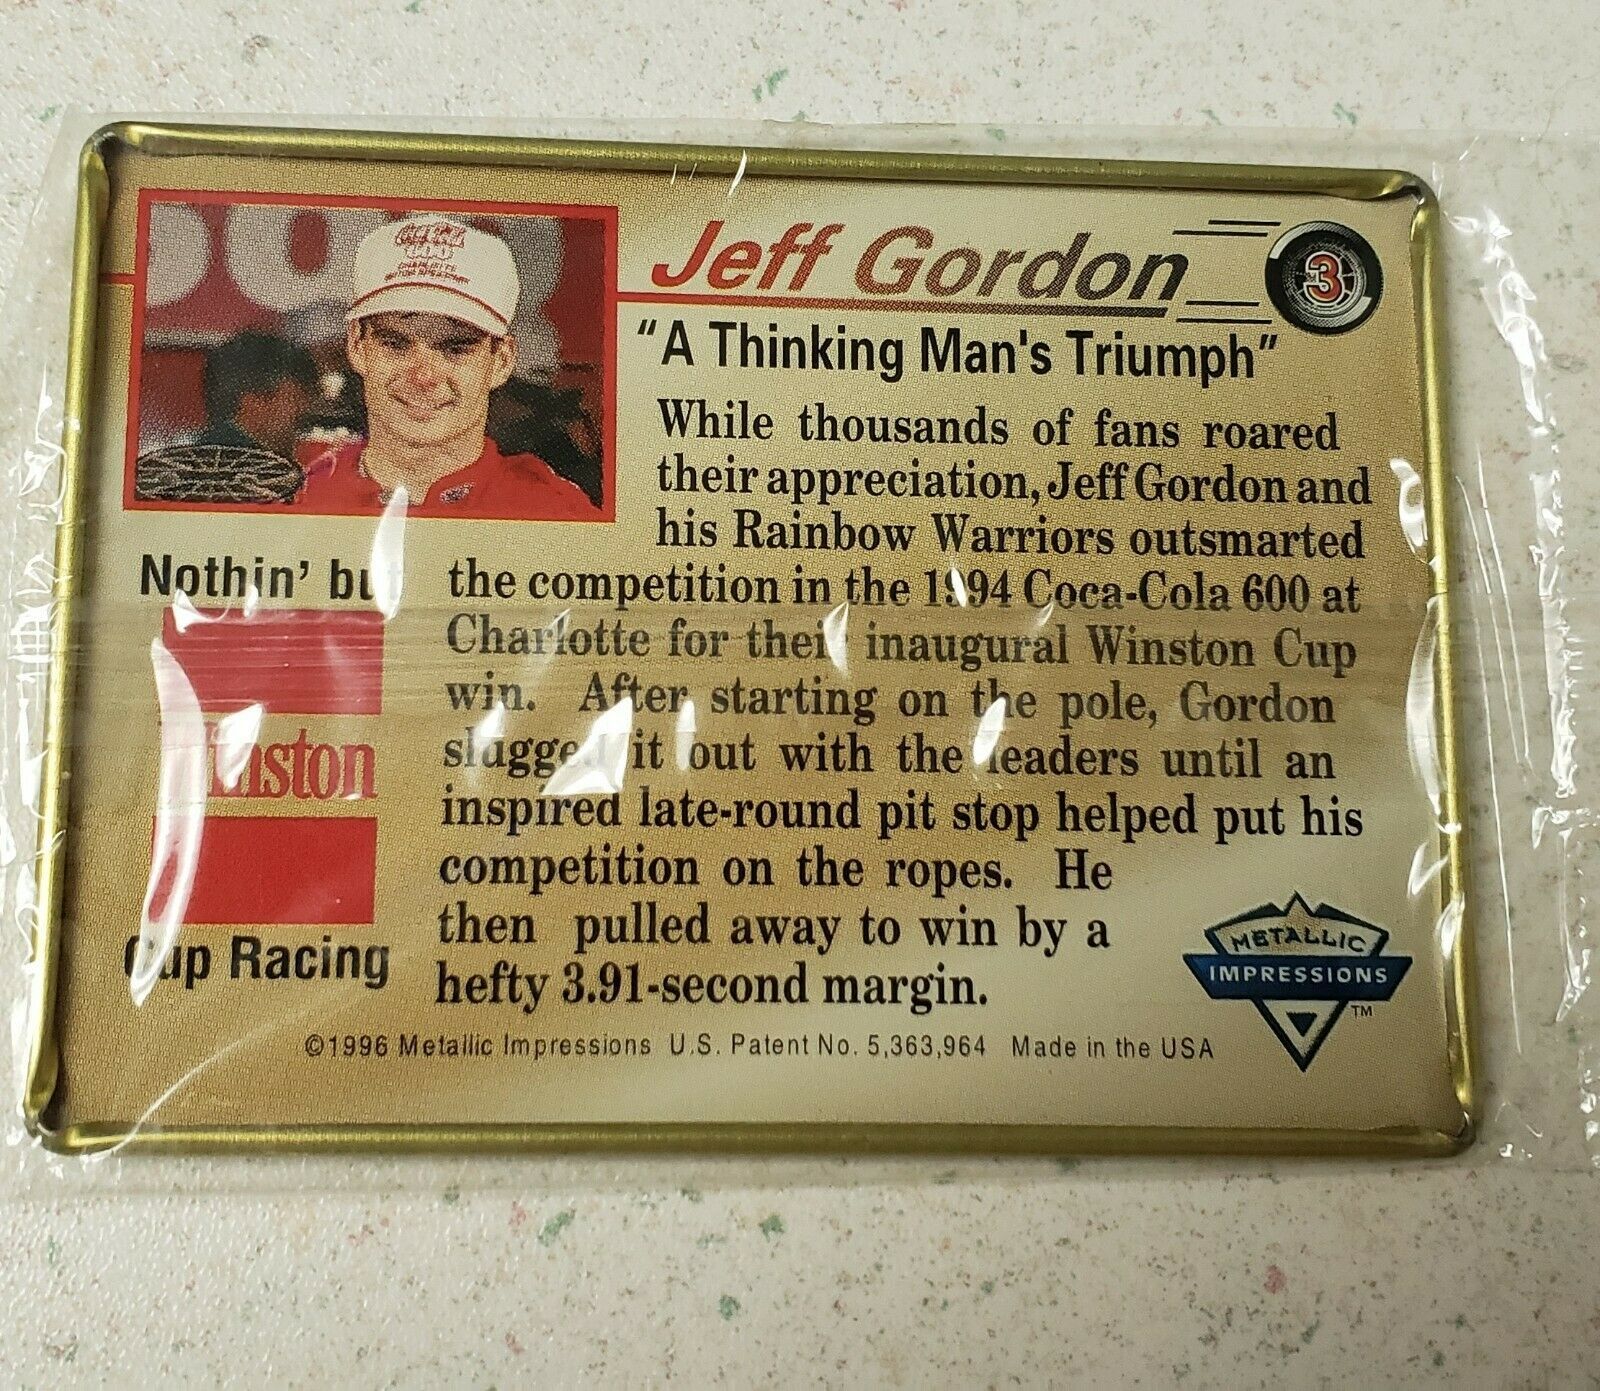 Jeff Gordon
3
"A Thinking Man's Triumph"
While thousands of fans roared
their appreciation, Jeff Gordon and
his Rainbow Warriors outsmarted
the competition in the 1994 Coca-Cola 600 at
Charlotte for their inaugural Winston Cup
win. After starting on the pole, Gordon
slugged it out with the leaders until an
inspired late-round pit stop helped put his
competition on the ropes. He
then pulled away to win by a
hefty 3.91-second margin.
Nothin' but
Winston
Cup Racing
METALLIC
IMPRESSIONS
TM
©1996 Metallic Impressions U.S. Patent No. 5,363,964 Made in the USA